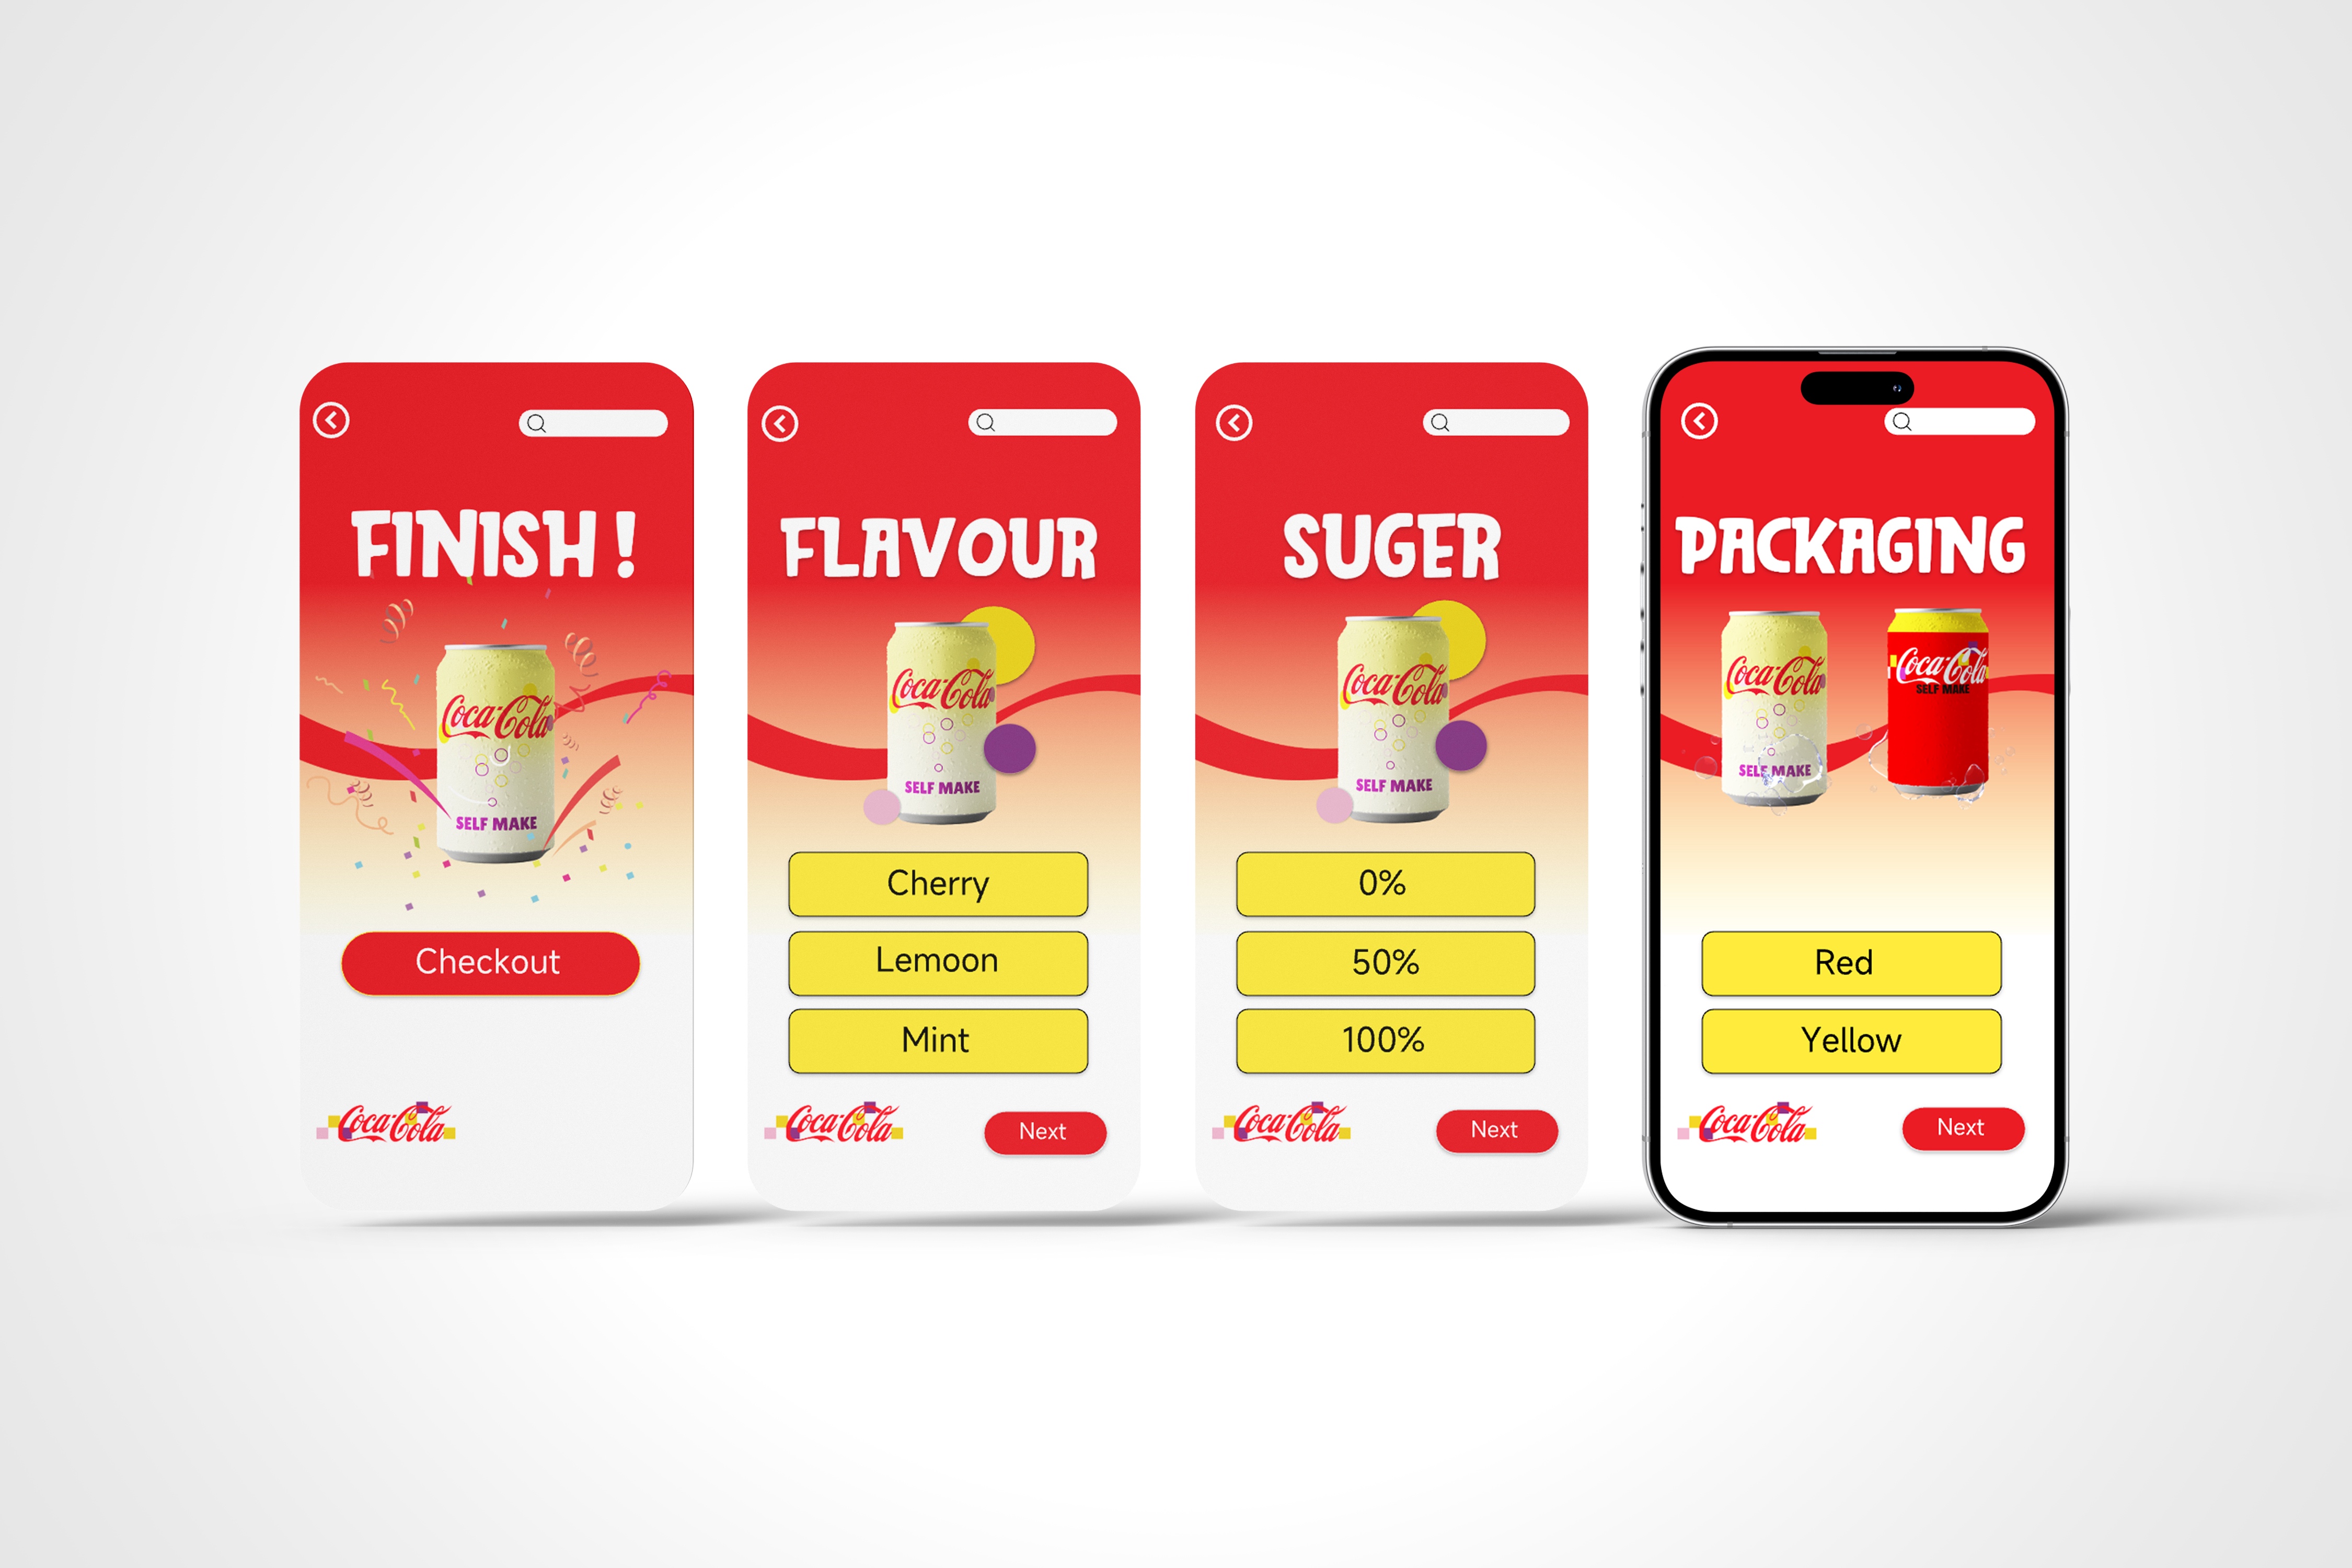 FINISH !
Coca-Cola
SELF MAKE
Checkout
Coca-Cola
FLAVOUR
Coca-Cola
SELF MAKE
Cherry
Lemoon
Mint
Coca-Cola
Next
SUGER
Coca-Cola
SELF MAKE
0%
50%
100%
Coca-Cola
Next
PACKAGING
Coca-Cola
SELF MAKE
Coca-Cola
SELF MAKE
Red
Yellow
Coca-Cola
Next